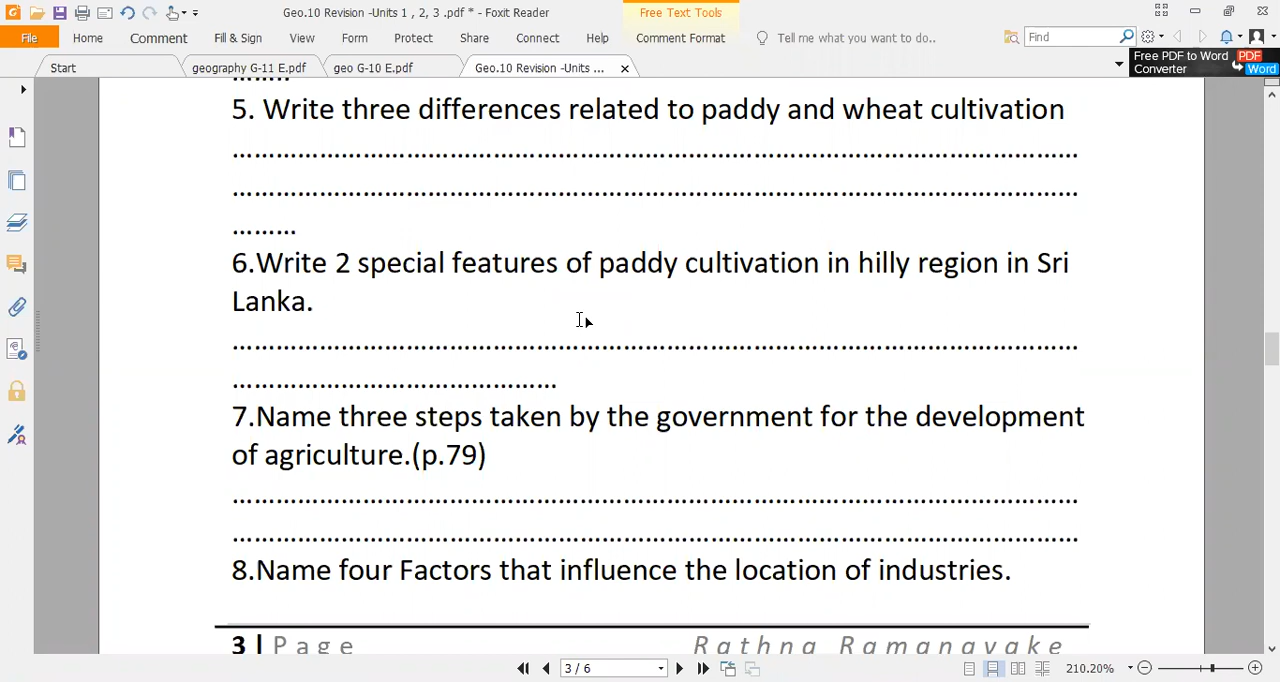 Geo.10 Revision -Units 1 , 2, 3 .pdf * - Foxit Reader
Free Text Tools
File Home Comment Fill & Sign View Form Protect Share Connect Help Comment Format Tell me what you want to do.. Find
Start geography G-11 E.pdf geo G-10 E.pdf Geo.10 Revision -Units ...
Free PDF to Word Converter PDF Word
5. Write three differences related to paddy and wheat cultivation
........................................................................................................................
........................................................................................................................
.........
6.Write 2 special features of paddy cultivation in hilly region in Sri
Lanka.
........................................................................................................................
..............................................
7.Name three steps taken by the government for the development
of agriculture.(p.79)
........................................................................................................................
........................................................................................................................
8.Name four Factors that influence the location of industries.
3 | Page Rathna Ramanayake
3 / 6 210.20%